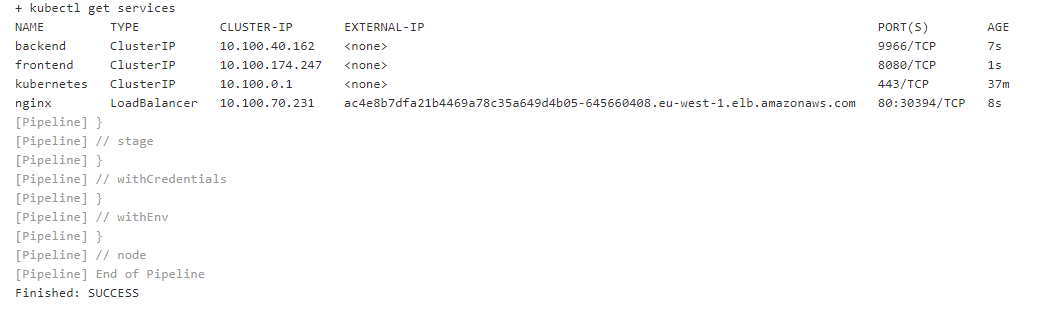 + kubectl get services
NAME TYPE CLUSTER-IP EXTERNAL-IP PORT(S) AGE
backend ClusterIP 10.100.40.162 <none> 9966/TCP 7s
frontend ClusterIP 10.100.174.247 <none> 8080/TCP 1s
kubernetes ClusterIP 10.100.0.1 <none> 443/TCP 37m
nginx LoadBalancer 10.100.70.231 ac4e8b7dfa21b4469a78c35a649d4b05-645660408.eu-west-1.elb.amazonaws.com 80:30394/TCP 8s
[Pipeline] }
[Pipeline] // stage
[Pipeline] }
[Pipeline] // withCredentials
[Pipeline] }
[Pipeline] // withEnv
[Pipeline] }
[Pipeline] // node
[Pipeline] End of Pipeline
Finished: SUCCESS